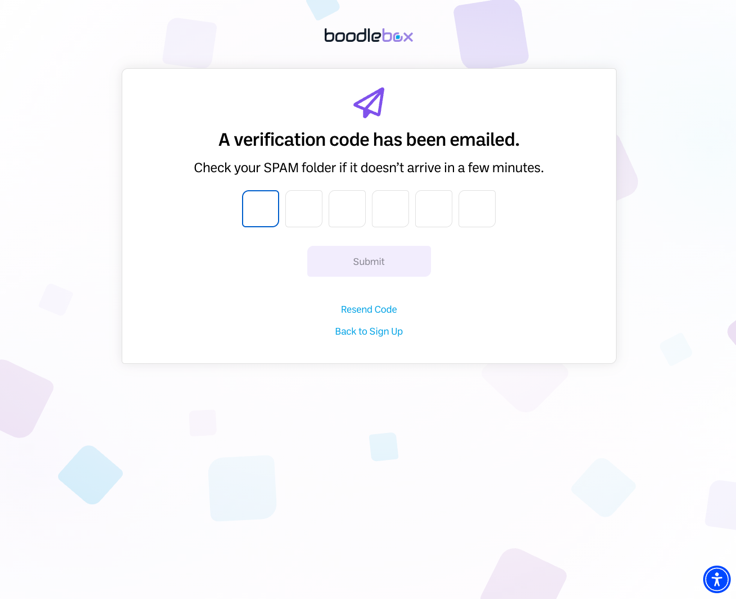 boodlebox
A verification code has been emailed.
Check your SPAM folder if it doesn't arrive in a few minutes.
Submit
Resend Code
Back to Sign Up